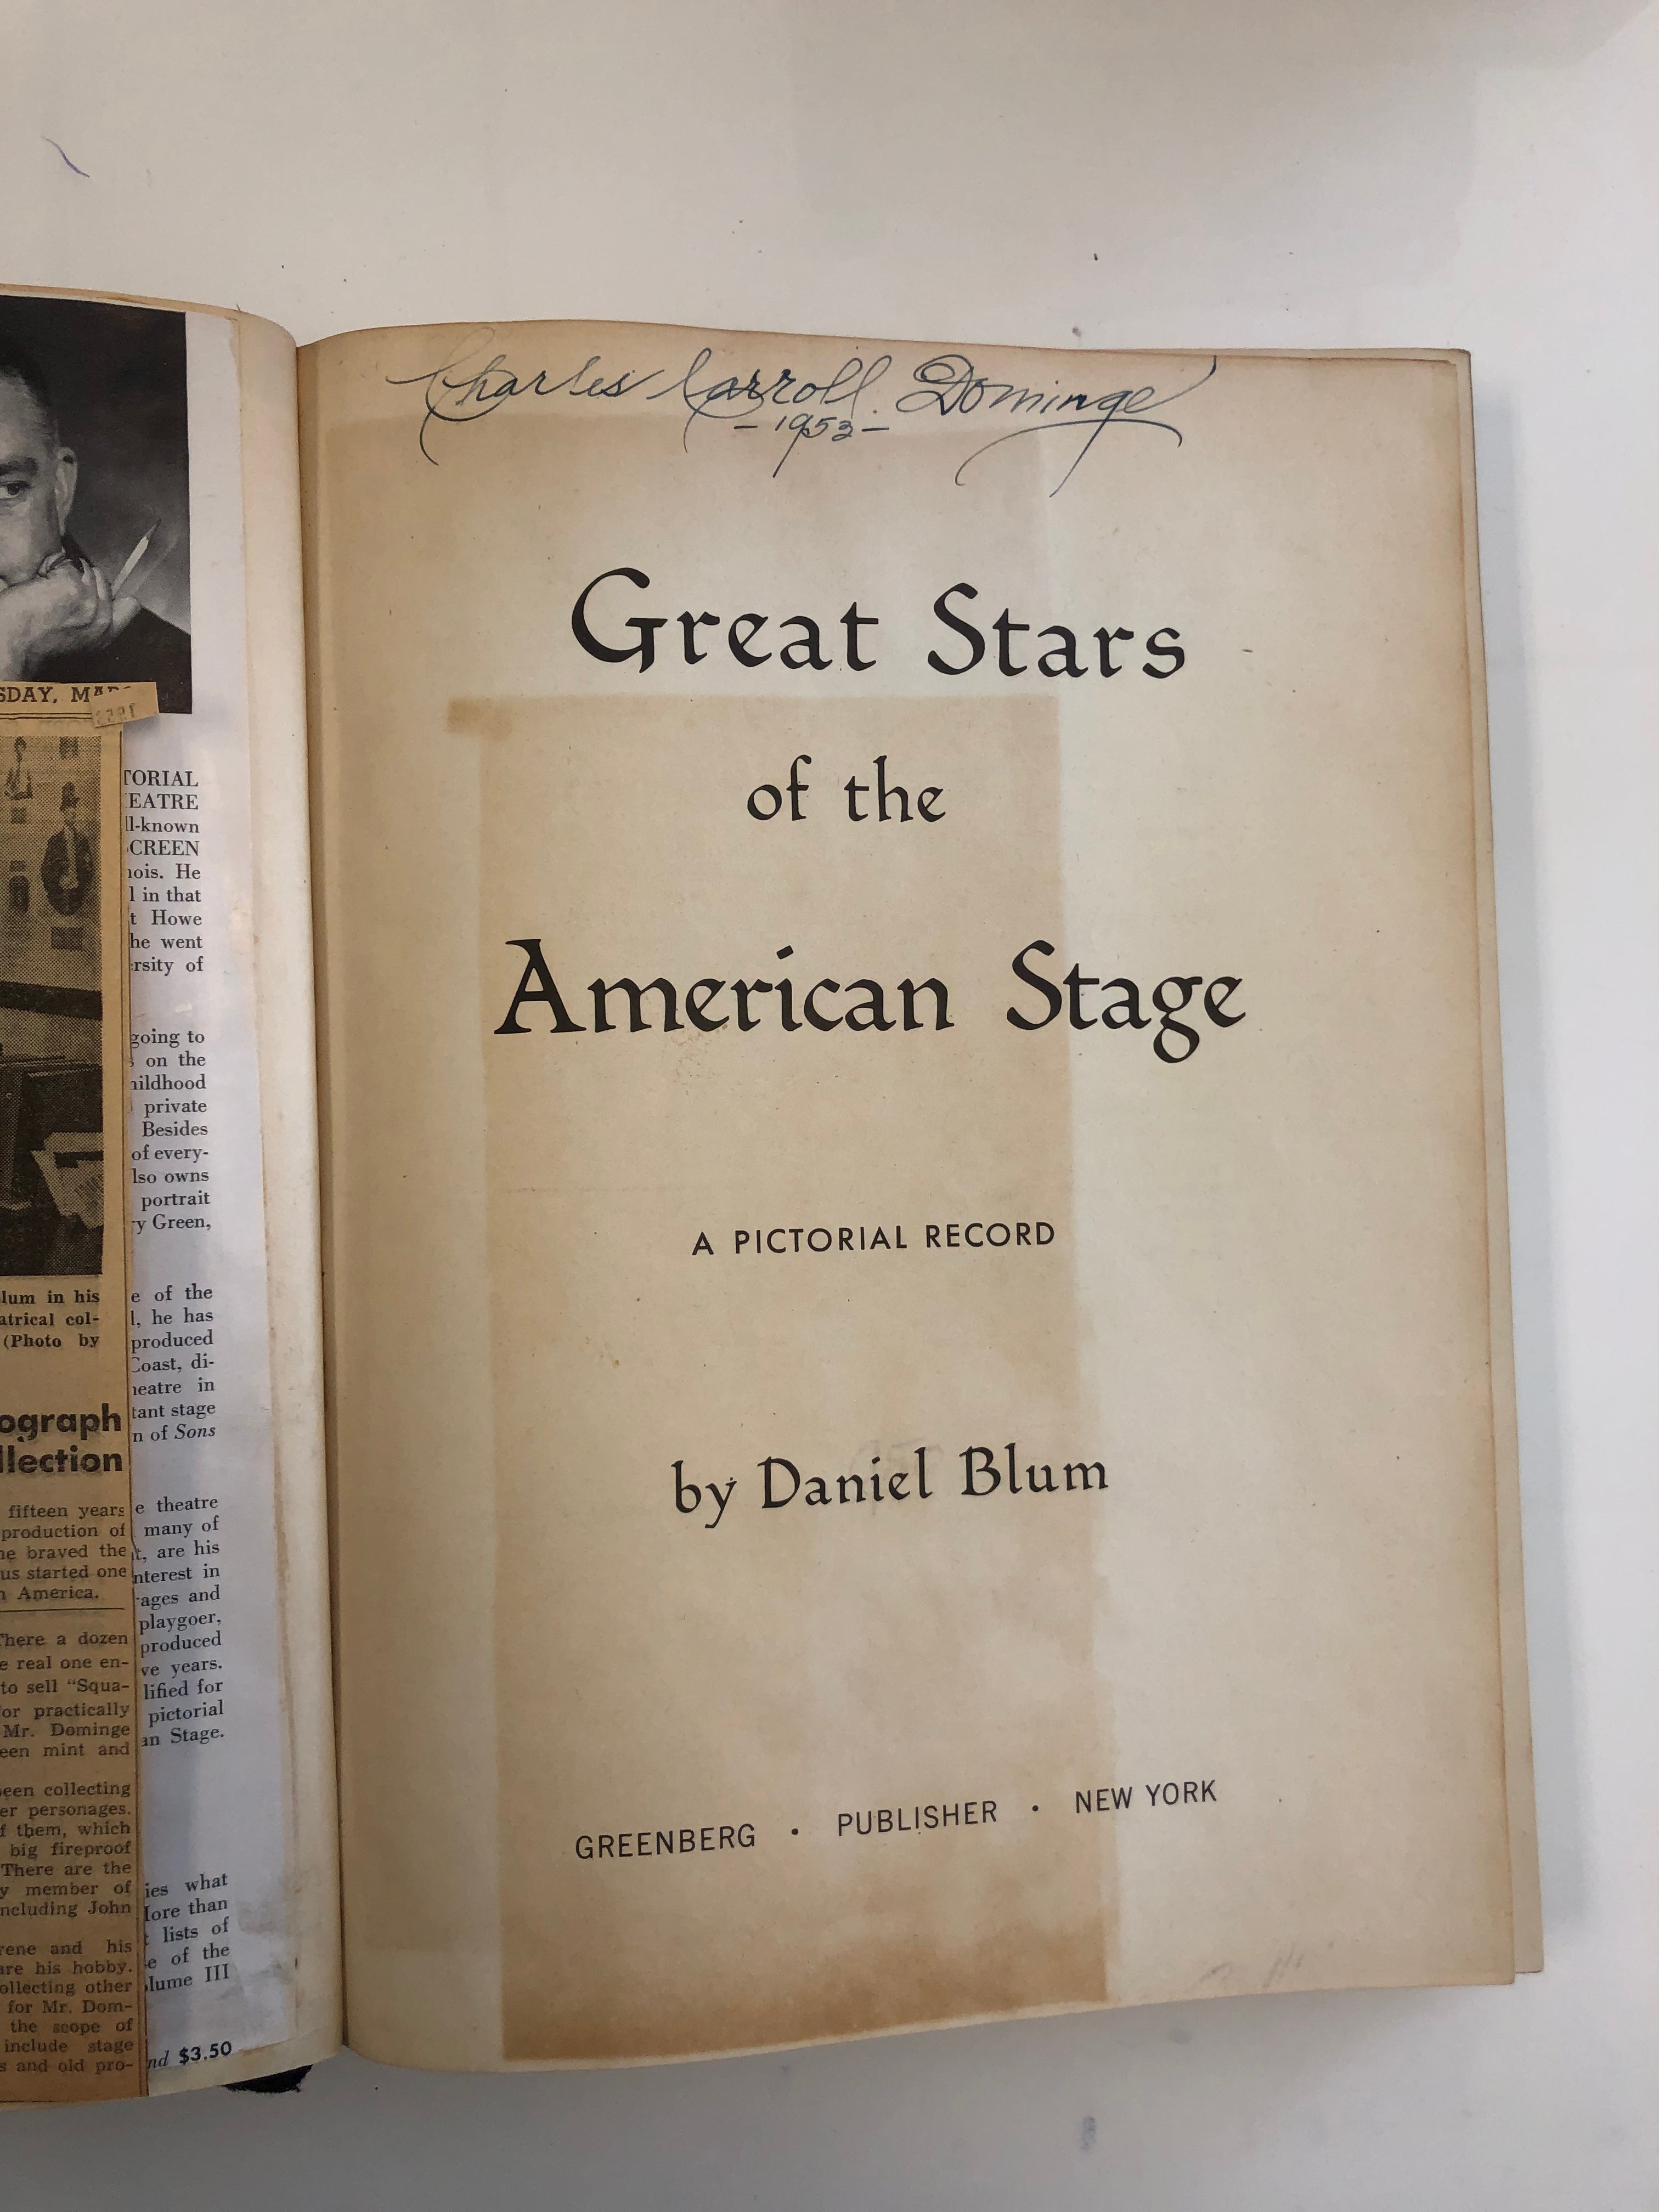 SDAY,
TORIAL
EATRE
ll-known
CREEN
nois. He
l in that
t Howe
he went
rsity of
going to
on the
hildhood
private
Besides
of every-
lso owns
portrait
ry Green,
e of the
l, he has
produced
Coast, di-
heatre in
tant stage
n of Sons
e theatre
many of
t, are his
nterest in
ages and
playgoer,
produced
ve years.
lified for
pictorial
an Stage.
ies what
More than
lists of
e of the
olume III
nd $3.50
lum in his
atrical col-
(Photo by
ograph
llection
fifteen years
production of
he braved the
us started one
n America.
There a dozen
e real one en-
to sell "Squa-
for practically
Mr. Dominge
een mint and
been collecting
er personages.
f them, which
big fireproof
There are the
y member of
ncluding John
rene and his
are his hobby.
ollecting other
for Mr. Dom-
the scope of
include stage
s and old pro-
Charles Carroll Dominge
- 1953 -
Great Stars
of the
American Stage
A PICTORIAL RECORD
by Daniel Blum
GREENBERG · PUBLISHER · NEW YORK